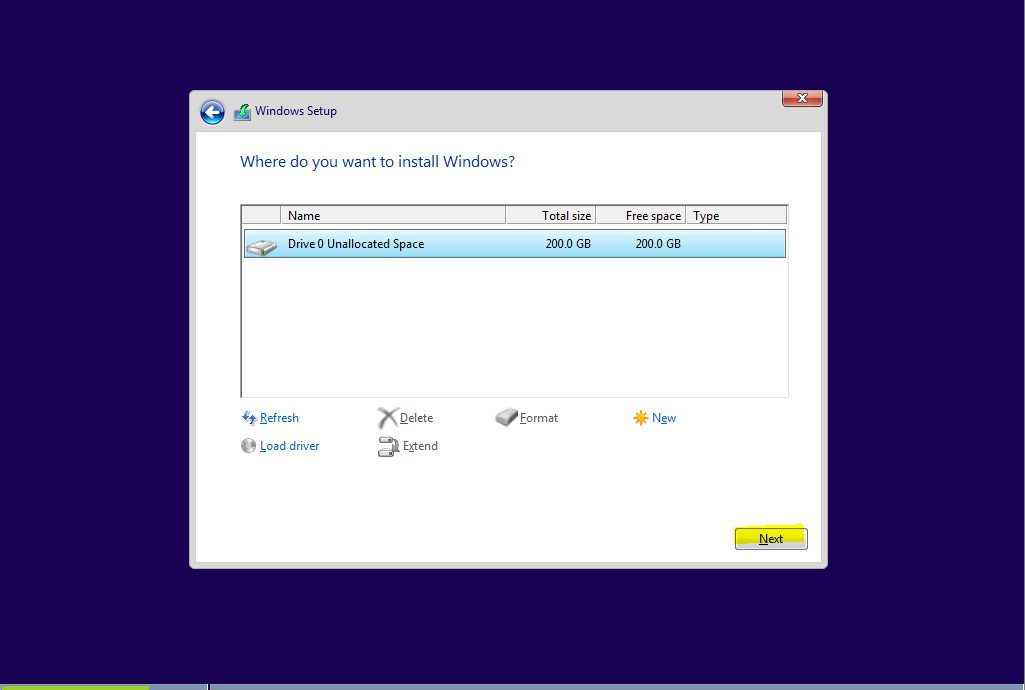 Windows Setup
Where do you want to install Windows?
Name Total size Free space Type
Drive 0 Unallocated Space 200.0 GB 200.0 GB
Refresh Delete Format New
Load driver Extend
Next